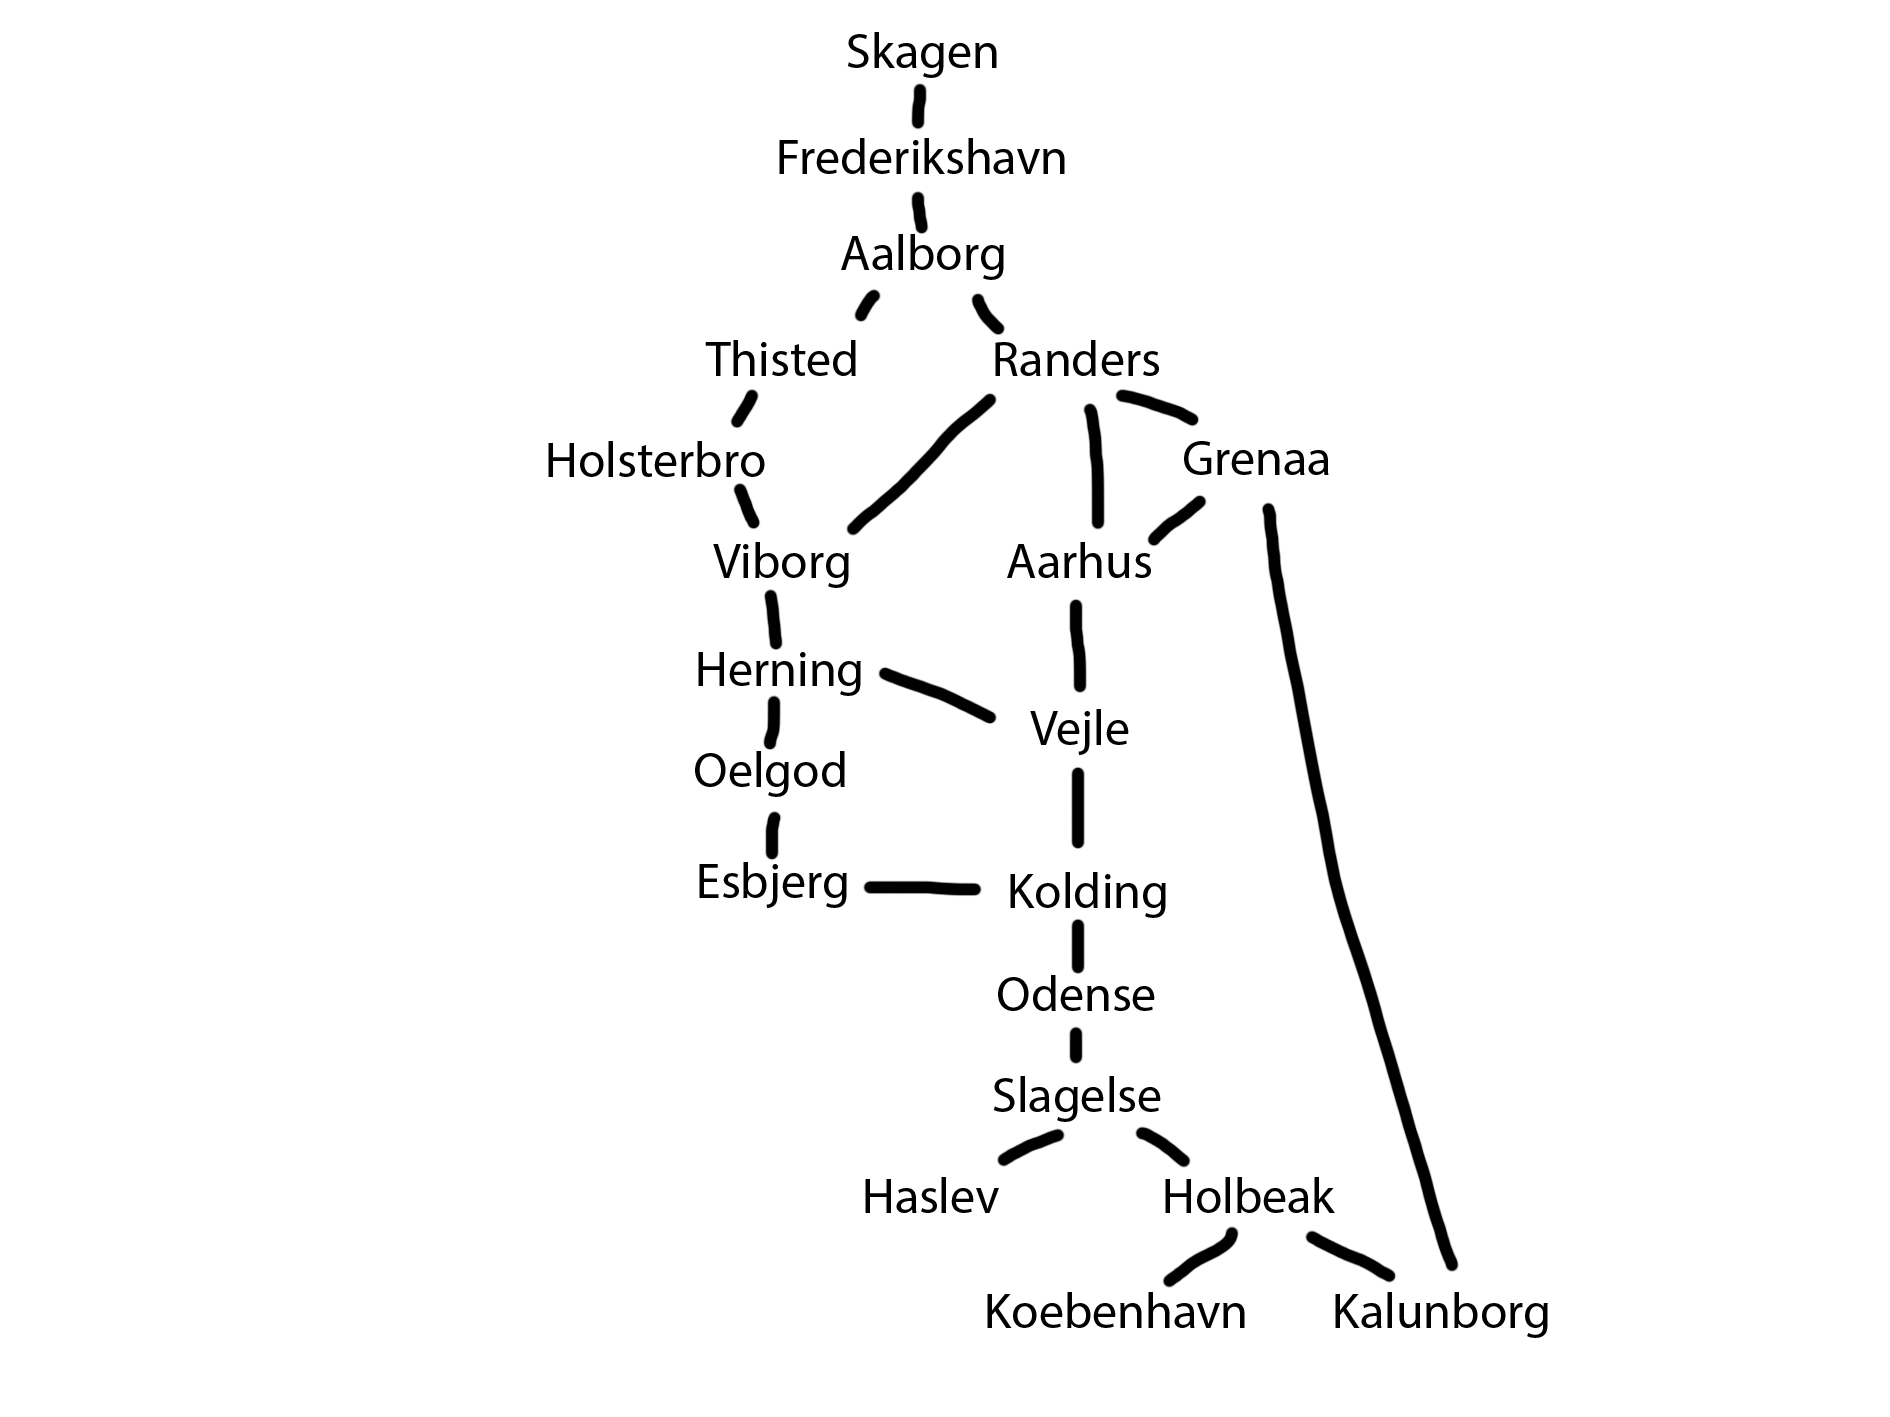 Skagen
Frederikshavn
Aalborg
Thisted
Randers
Holsterbro
Grenaa
Viborg
Aarhus
Herning
Vejle
Oelgod
Esbjerg
Kolding
Odense
Slagelse
Haslev
Holbeak
Koebenhavn
Kalunborg